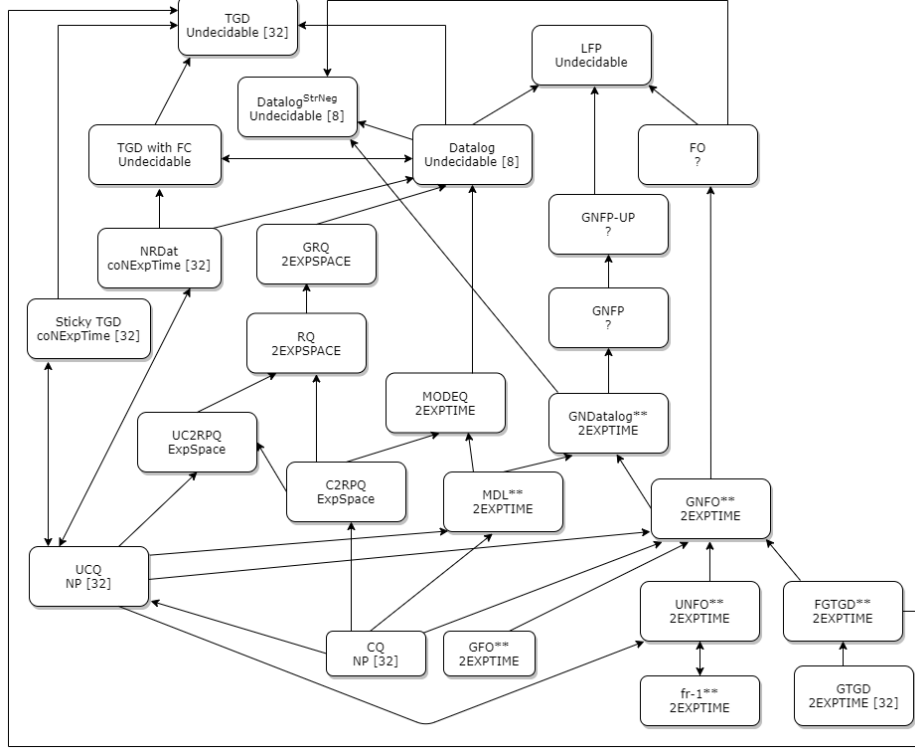 TGD
Undecidable [32]
LFP
Undecidable
Datalog^StrNeg
Undecidable [8]
TGD with FC
Undecidable
Datalog
Undecidable [8]
FO
?
GNFP-UP
?
NRDat
coNExpTime [32]
GRQ
2EXPSPACE
GNFP
?
Sticky TGD
coNExpTime [32]
RQ
2EXPSPACE
MODEQ
2EXPTIME
GNDatalog**
2EXPTIME
UC2RPQ
ExpSpace
C2RPQ
ExpSpace
MDL**
2EXPTIME
GNFO**
2EXPTIME
UCQ
NP [32]
UNFO**
2EXPTIME
FGTGD**
2EXPTIME
CQ
NP [32]
GFO**
2EXPTIME
fr-1**
2EXPTIME
GTGD
2EXPTIME [32]